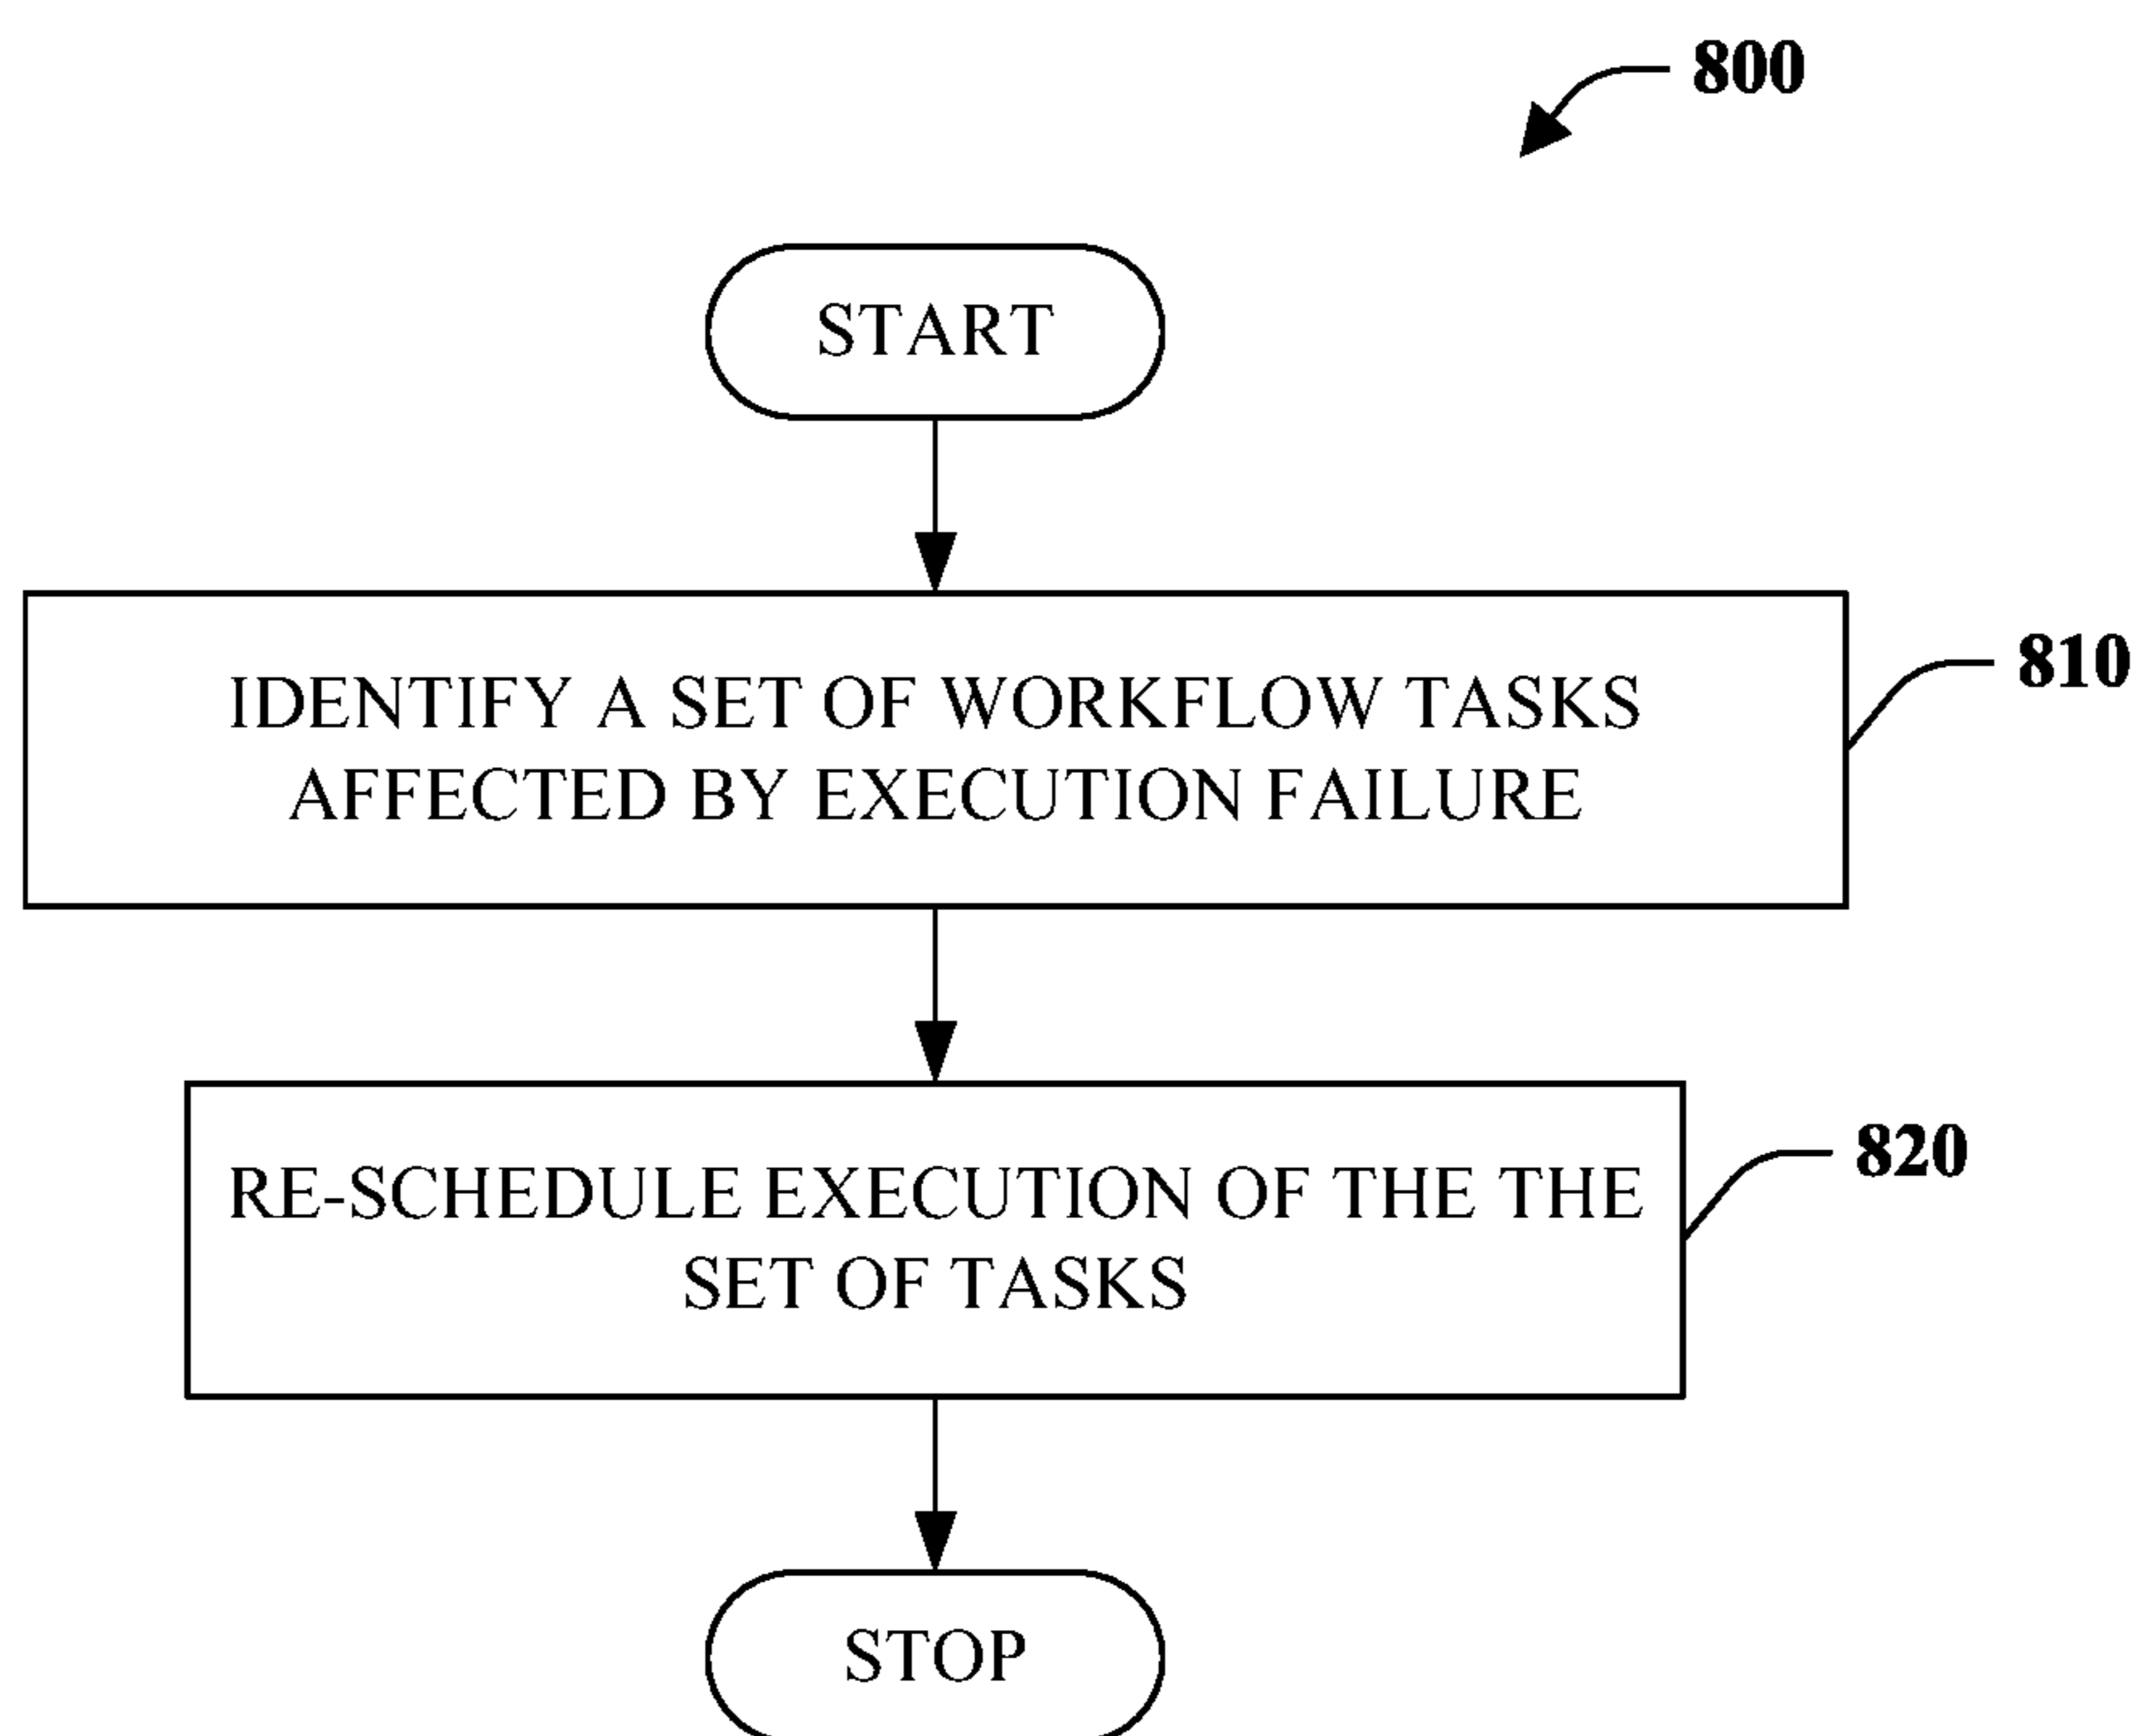 800
START
IDENTIFY A SET OF WORKFLOW TASKS
AFFECTED BY EXECUTION FAILURE
810
RE-SCHEDULE EXECUTION OF THE THE
SET OF TASKS
820
STOP